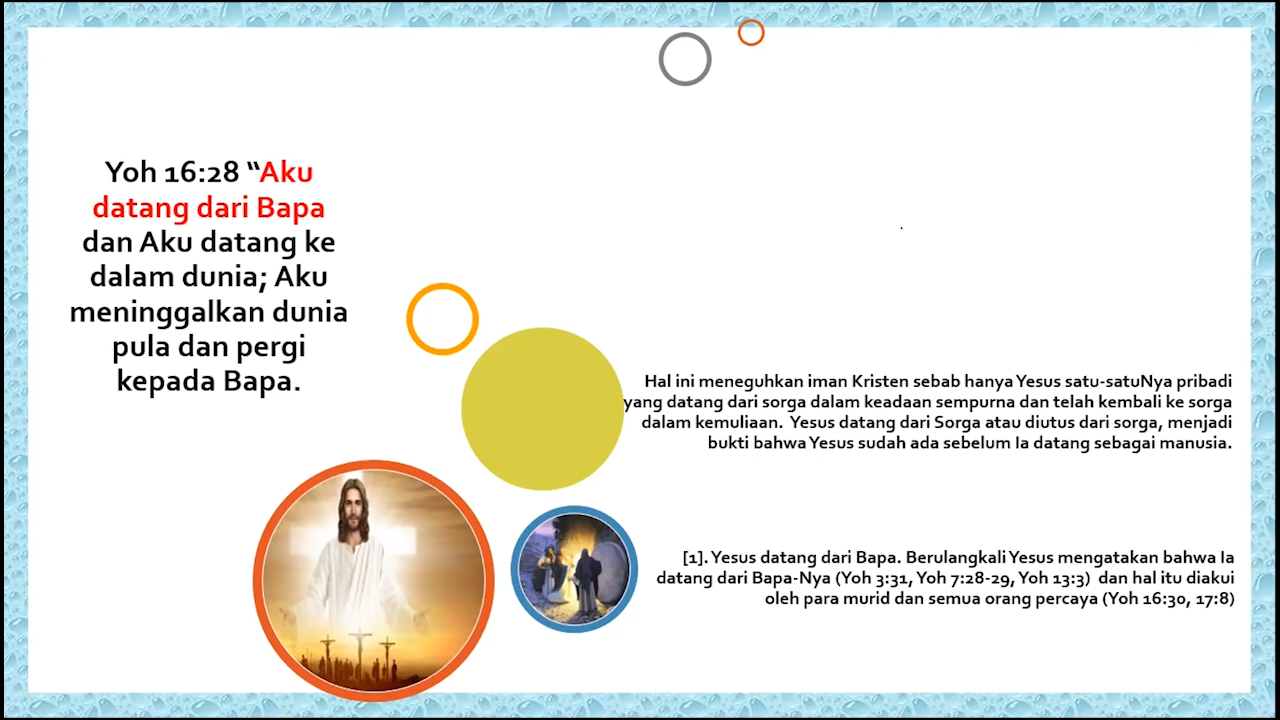 Yoh 16:28 “Aku
datang dari Bapa
dan Aku datang ke
dalam dunia; Aku
meninggalkan dunia
pula dan pergi
kepada Bapa.
Hal ini meneguhkan iman Kristen sebab hanya Yesus satu-satuNya pribadi
yang datang dari sorga dalam keadaan sempurna dan telah kembali ke sorga
dalam kemuliaan. Yesus datang dari Sorga atau diutus dari sorga, menjadi
bukti bahwa Yesus sudah ada sebelum Ia datang sebagai manusia.
[1]. Yesus datang dari Bapa. Berulangkali Yesus mengatakan bahwa Ia
datang dari Bapa-Nya (Yoh 3:31, Yoh 7:28-29, Yoh 13:3) dan hal itu diakui
oleh para murid dan semua orang percaya (Yoh 16:30, 17:8)